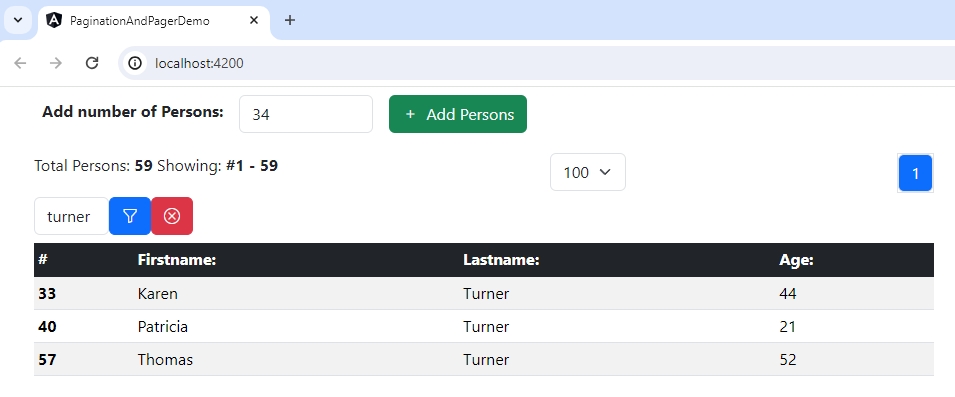 PaginationAndPagerDemo
localhost:4200
Add number of Persons: 34 + Add Persons
Total Persons: 59 Showing: #1 - 59 100 1
turner
# Firstname: Lastname: Age:
33 Karen Turner 44
40 Patricia Turner 21
57 Thomas Turner 52